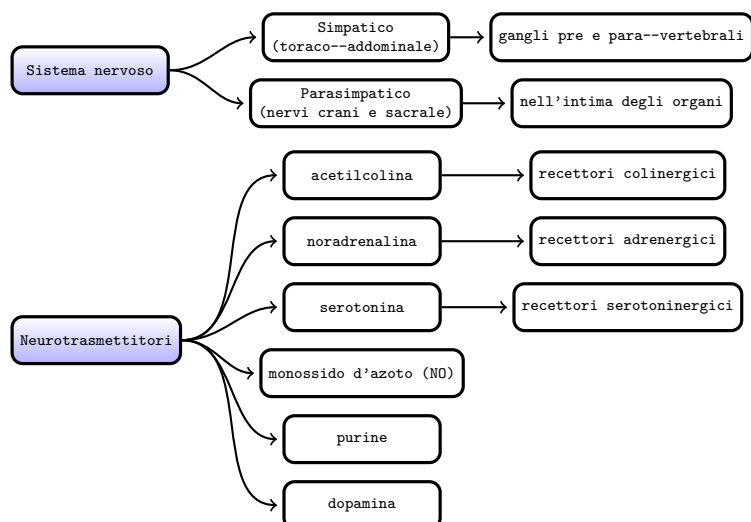 Sistema nervoso
Simpatico
(toraco--addominale)
gangli pre e para--vertebrali
Parasimpatico
(nervi crani e sacrale)
nell'intima degli organi
Neurotrasmettitori
acetilcolina
recettori colinergici
noradrenalina
recettori adrenergici
serotonina
recettori serotoninergici
monossido d'azoto (NO)
purine
dopamina